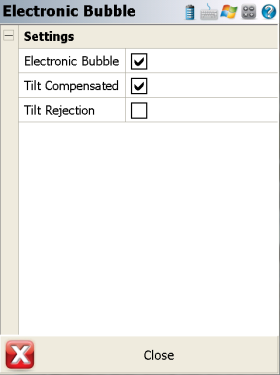 Electronic Bubble
Settings
Electronic Bubble
Tilt Compensated
Tilt Rejection
Close